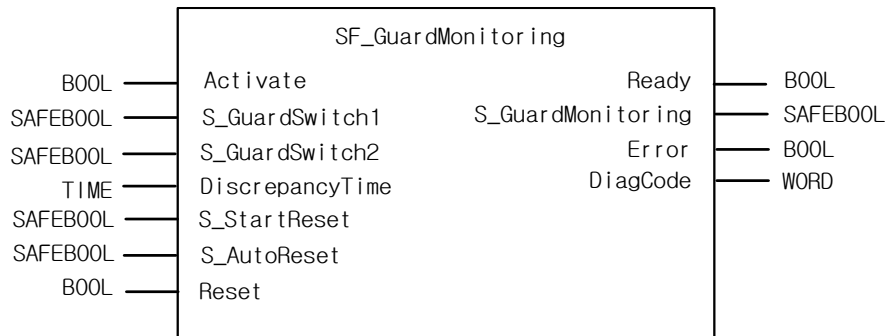 SF_GuardMonitoring
BOOL Activate Ready BOOL
SAFEBOOL S_GuardSwitch1 S_GuardMonitoring SAFEBOOL
SAFEBOOL S_GuardSwitch2 Error BOOL
TIME DiscrepancyTime DiagCode WORD
SAFEBOOL S_StartReset
SAFEBOOL S_AutoReset
BOOL Reset